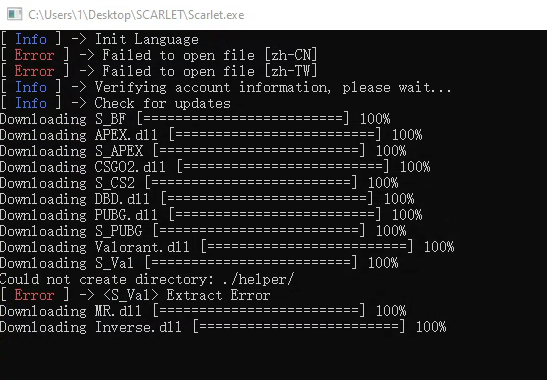 C:\Users\1\Desktop\SCARLET\Scarlet.exe
[ Info ] -> Init Language
[ Error ] -> Failed to open file [zh-CN]
[ Error ] -> Failed to open file [zh-TW]
[ Info ] -> Verifying account information, please wait...
[ Info ] -> Check for updates
Downloading S_BF [=========================] 100%
APEX.dll [=========================] 100%
Downloading S_APEX [=========================] 100%
Downloading CSGO2.dll [=========================] 100%
Downloading S_CS2 [=========================] 100%
Downloading DBD.dll [=========================] 100%
Downloading PUBG.dll [=========================] 100%
Downloading S_PUBG [=========================] 100%
Downloading Valorant.dll [=========================] 100%
Downloading S_Val [=========================] 100%
Could not create directory: ./helper/
[ Error ] -> <S_Val> Extract Error
Downloading MR.dll [=========================] 100%
Downloading Inverse.dll [=========================] 100%